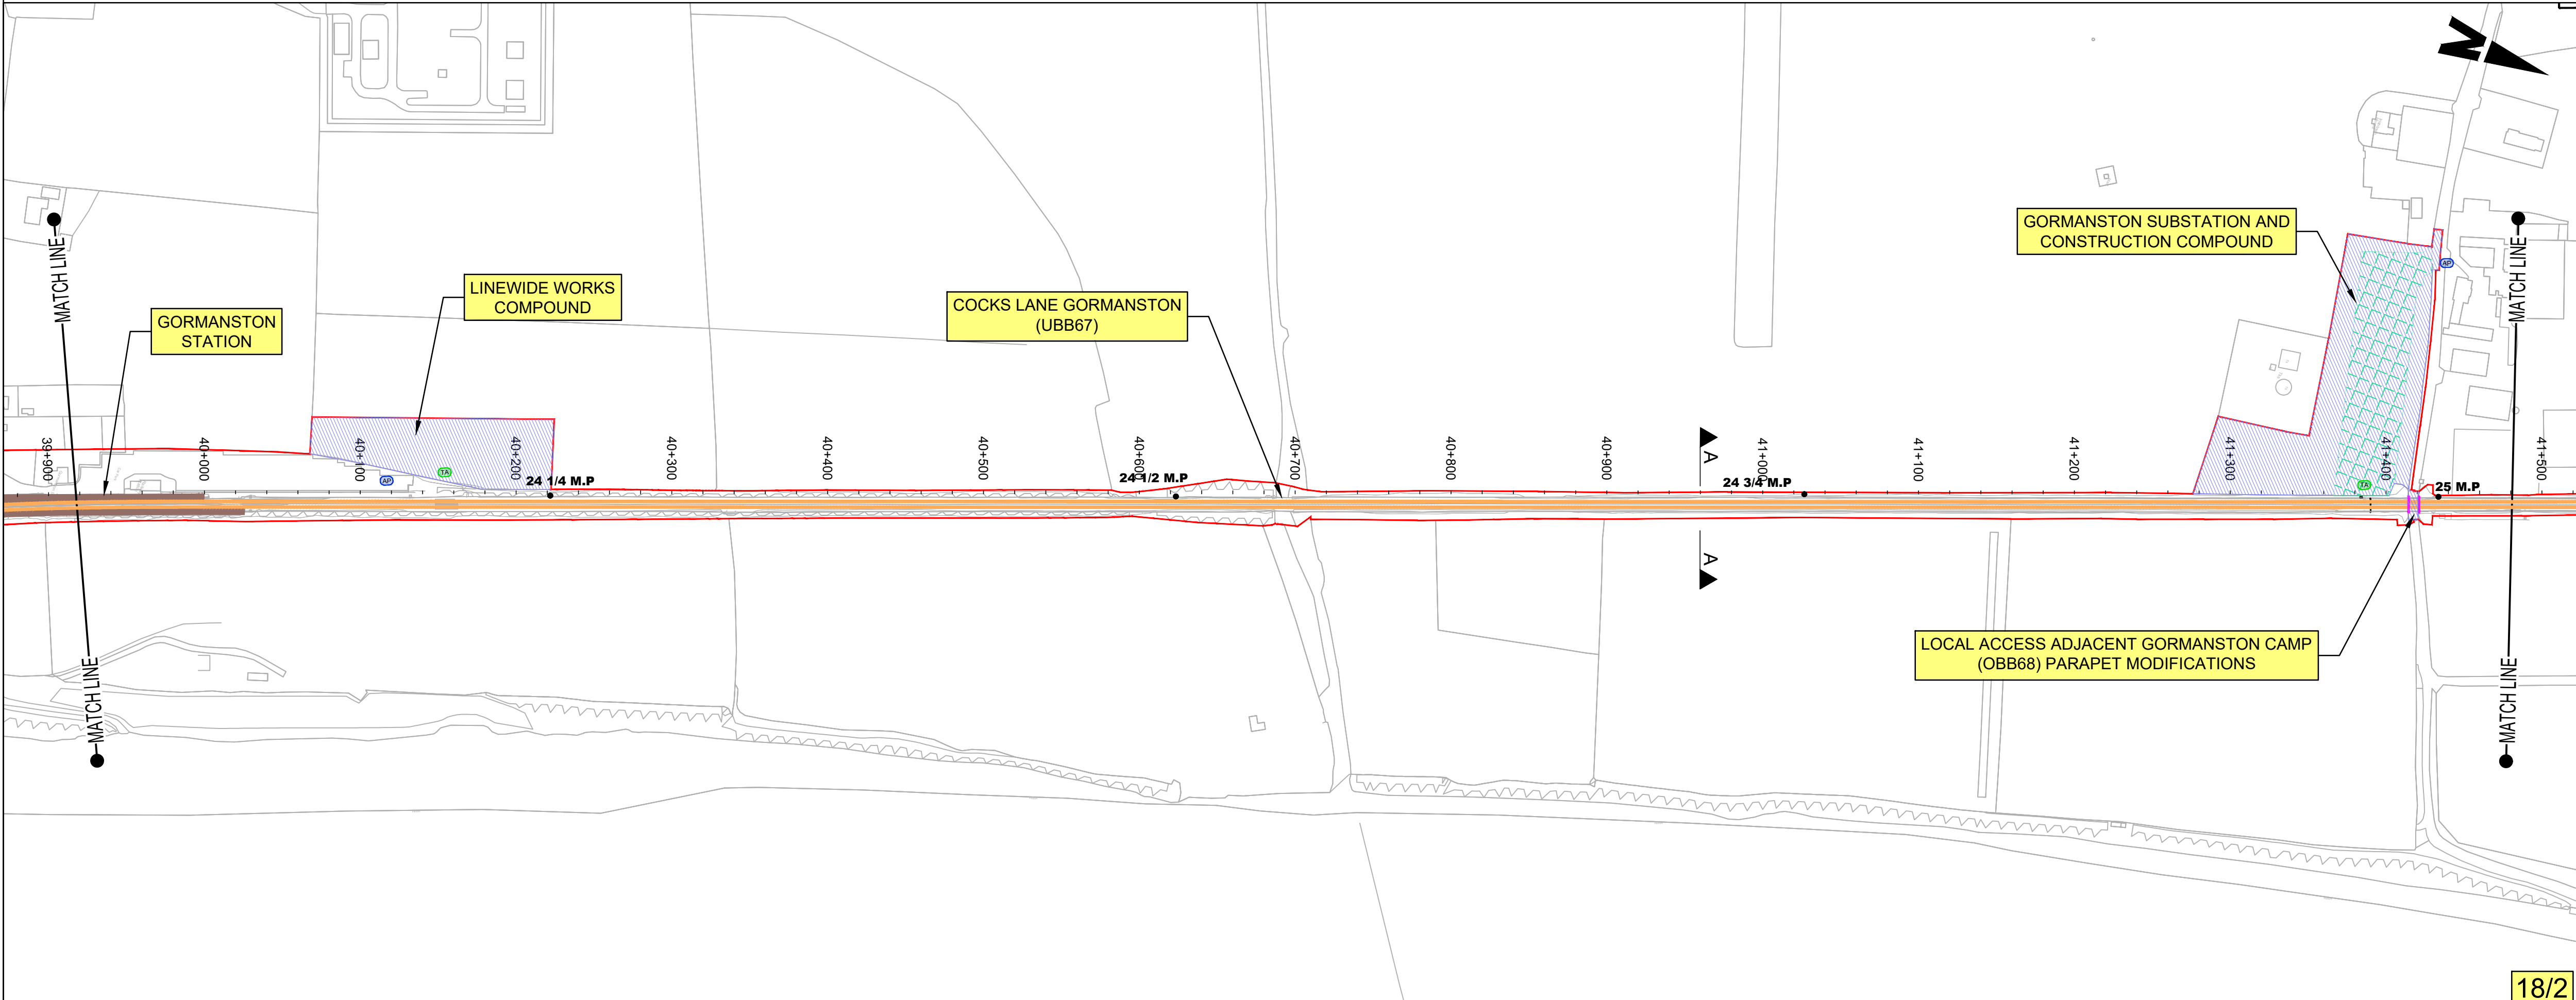 N
MATCH LINE
GORMANSTON
STATION
LINEWIDE WORKS
COMPOUND
COCKS LANE GORMANSTON
(UBB67)
GORMANSTON SUBSTATION AND
CONSTRUCTION COMPOUND
AP
MATCH LINE
39+900
40+000
40+100
40+200
40+300
40+400
40+500
40+600
40+700
40+800
40+900
41+000
41+100
41+200
41+300
41+400
41+500
A
AP
TA
24 1/4 M.P
24 1/2 M.P
24 3/4 M.P
TA
25 M.P
A
LOCAL ACCESS ADJACENT GORMANSTON CAMP
(OBB68) PARAPET MODIFICATIONS
MATCH LINE
MATCH LINE
18/2